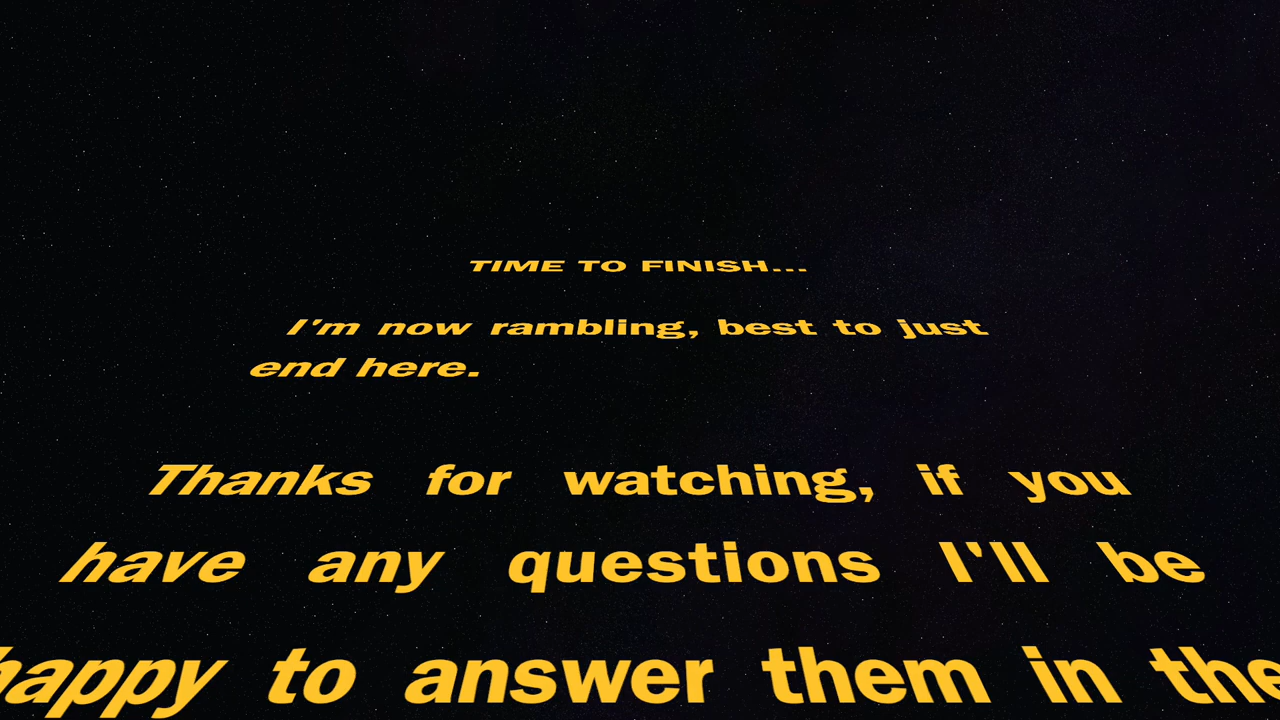 TIME TO FINISH...
I'm now rambling, best to just
end here.
Thanks for watching, if you
have any questions I'll be
happy to answer them in the